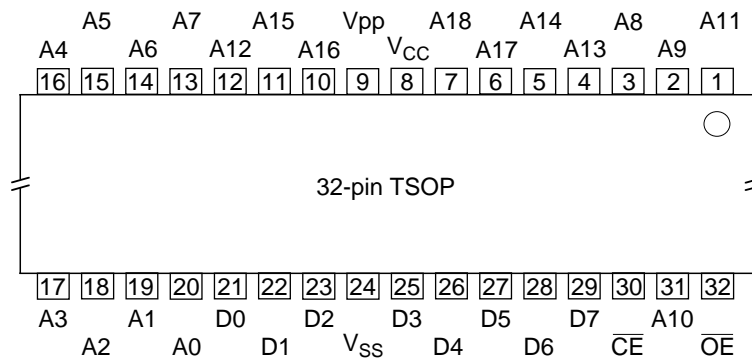 A5 A7 A15 Vpp A18 A14 A8 A11
A4 A6 A12 A16 VCC A17 A13 A9
16 15 14 13 12 11 10 9 8 7 6 5 4 3 2 1
32-pin TSOP
17 18 19 20 21 22 23 24 25 26 27 28 29 30 31 32
A3 A1 D0 D2 D3 D5 D7 A10
A2 A0 D1 VSS D4 D6 C̅E̅ O̅E̅